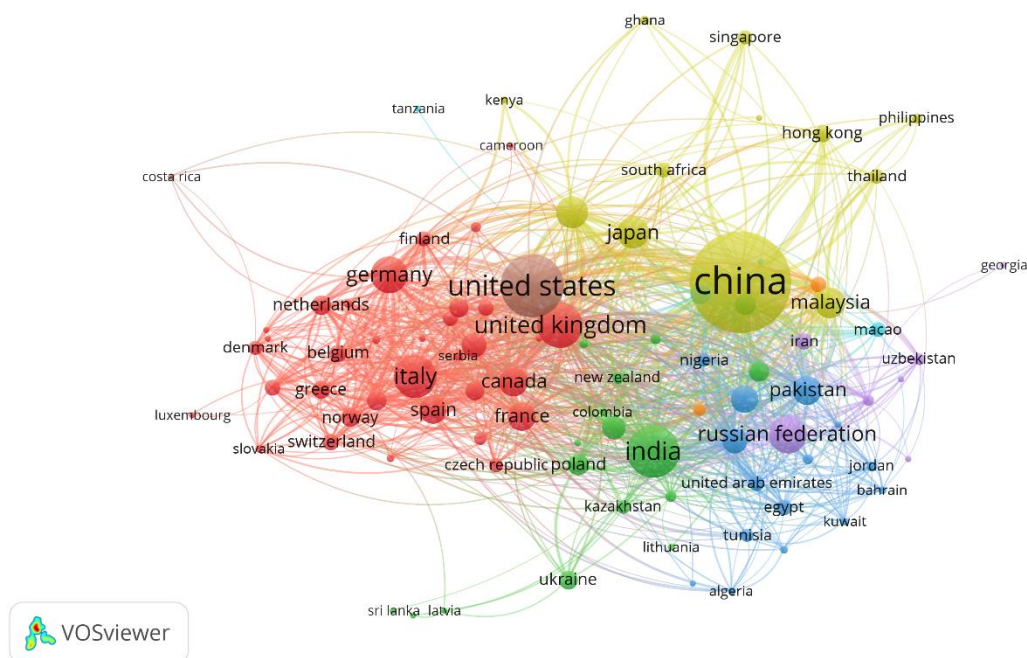 ghana
singapore
tanzania
kenya
philippines
hong kong
cameroon
costa rica
south africa
thailand
japan
finland
germany
georgia
china
united states
netherlands
malaysia
united kingdom
macao
denmark
belgium
serbia
iran
nigeria
uzbekistan
italy
canada
new zealand
greece
pakistan
luxembourg
norway
spain
france
colombia
switzerland
russian federation
slovakia
india
czech republic
poland
jordan
united arab emirates
bahrain
kazakhstan
egypt
kuwait
tunisia
lithuania
ukraine
algeria
sri lanka
latvia
VOSviewer